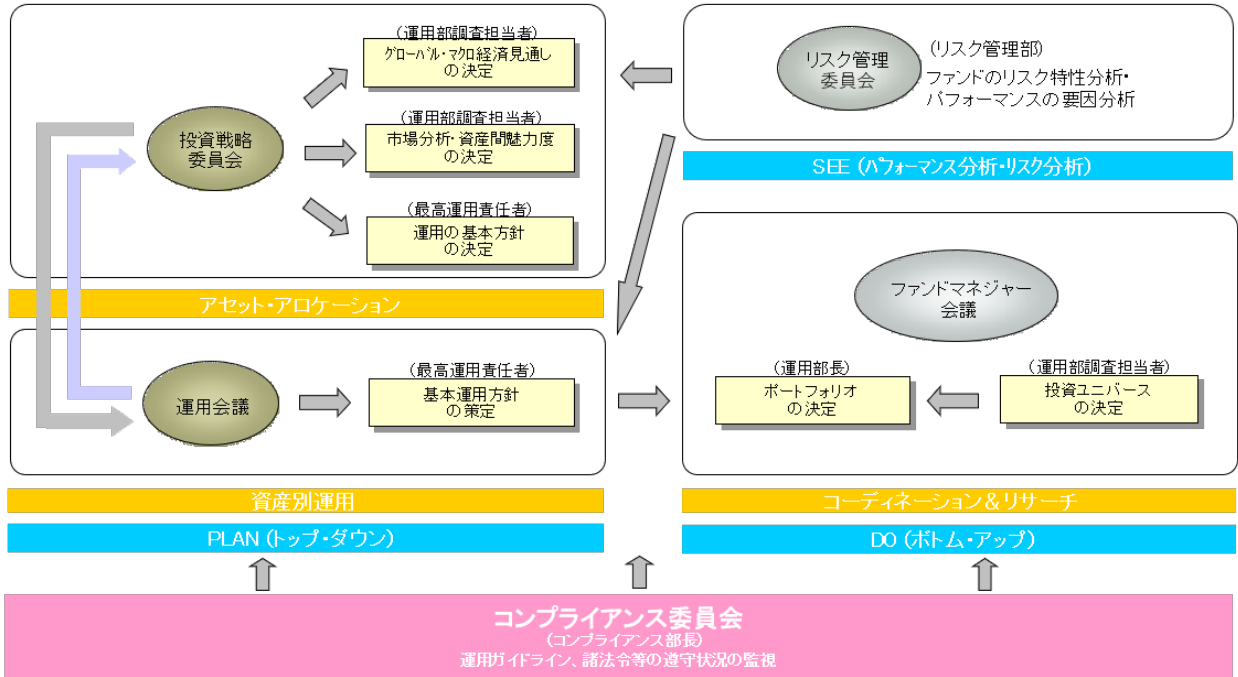 (運用部調査担当者)
グローバル・マクロ経済見通し
の決定
投資戦略
委員会
(運用部調査担当者)
市場分析・資産間魅力度
の決定
(最高運用責任者)
運用の基本方針
の決定
アセット・アロケーション
リスク管理
委員会
(リスク管理部)
ファンドのリスク特性分析・
パフォーマンスの要因分析
SEE (パフォーマンス分析・リスク分析)
運用会議
(最高運用責任者)
基本運用方針
の策定
資産別運用
PLAN (トップ・ダウン)
ファンドマネジャー
会議
(運用部長)
ポートフォリオ
の決定
(運用部調査担当者)
投資ユニバース
の決定
コーディネーション&リサーチ
DO (ボトム・アップ)
コンプライアンス委員会
(コンプライアンス部長)
運用ガイドライン、諸法令等の遵守状況の監視